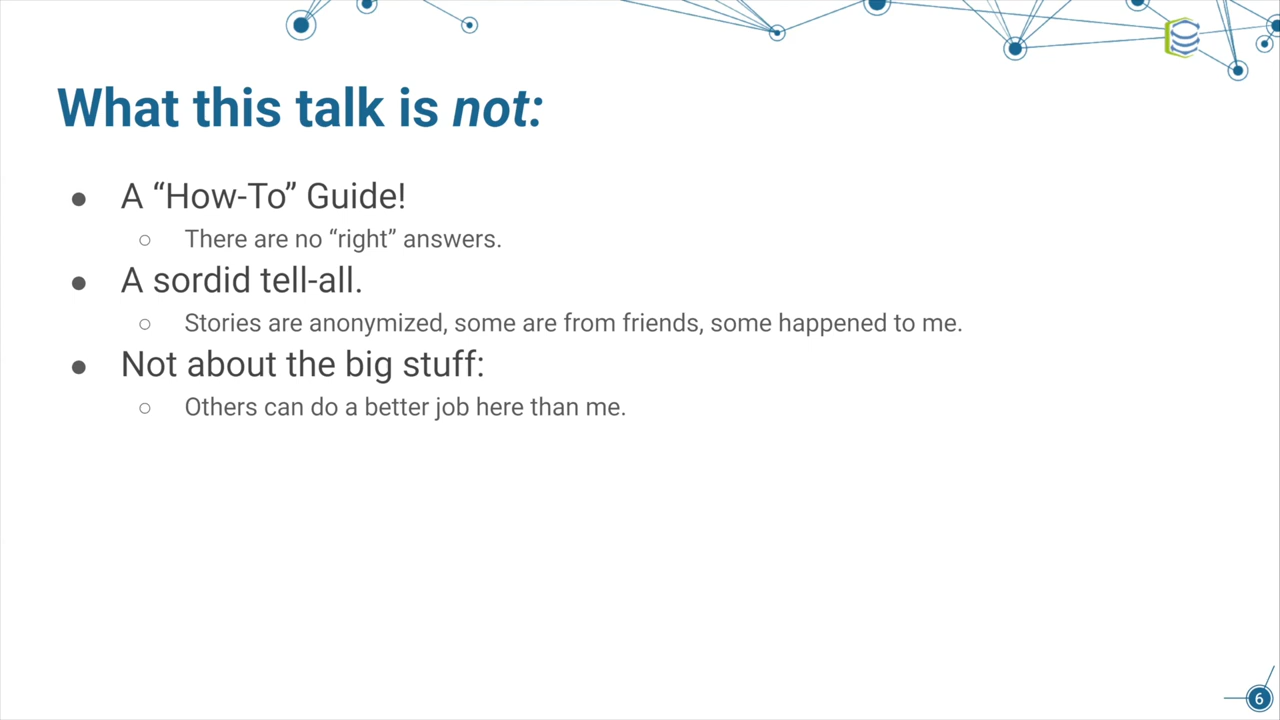 What this talk is not:
● A “How-To” Guide!
○ There are no “right” answers.
● A sordid tell-all.
○ Stories are anonymized, some are from friends, some happened to me.
● Not about the big stuff:
○ Others can do a better job here than me.
6